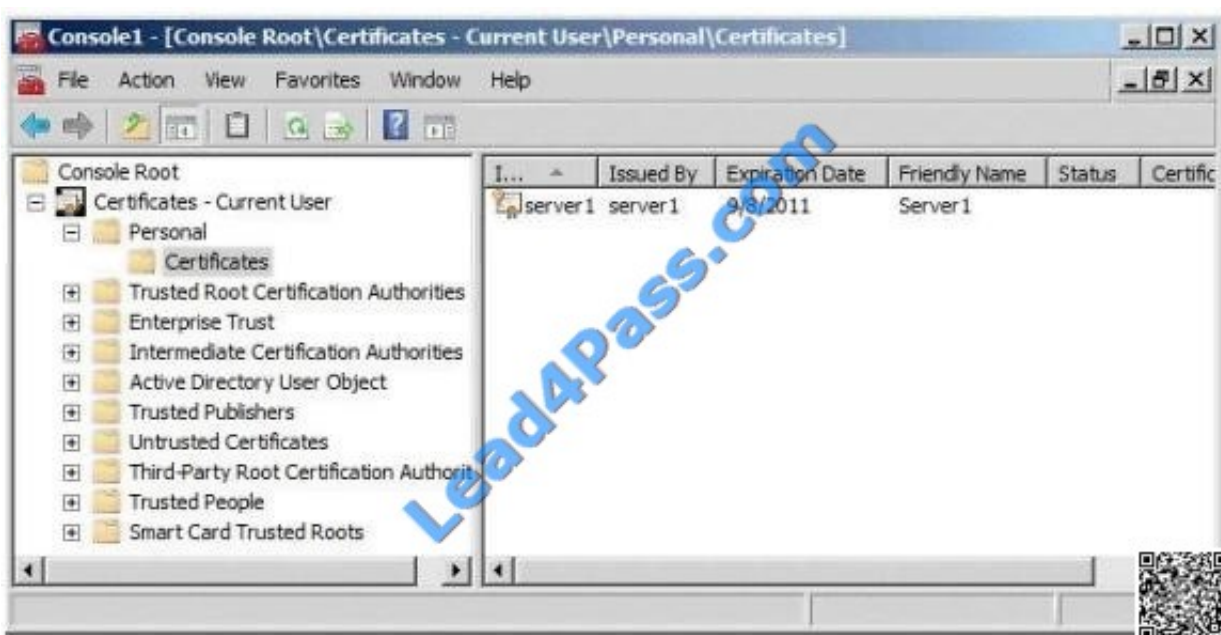 Console1 - [Console Root\Certificates - Current User\Personal\Certificates]
File Action View Favorites Window Help
Console Root
Certificates - Current User
Personal
Certificates
Trusted Root Certification Authorities
Enterprise Trust
Intermediate Certification Authorities
Active Directory User Object
Trusted Publishers
Untrusted Certificates
Third-Party Root Certification Authorit
Trusted People
Smart Card Trusted Roots
I... Issued By Expiration Date Friendly Name Status Certific
server1 server1 9/8/2011 Server1
Lead4Pass.com